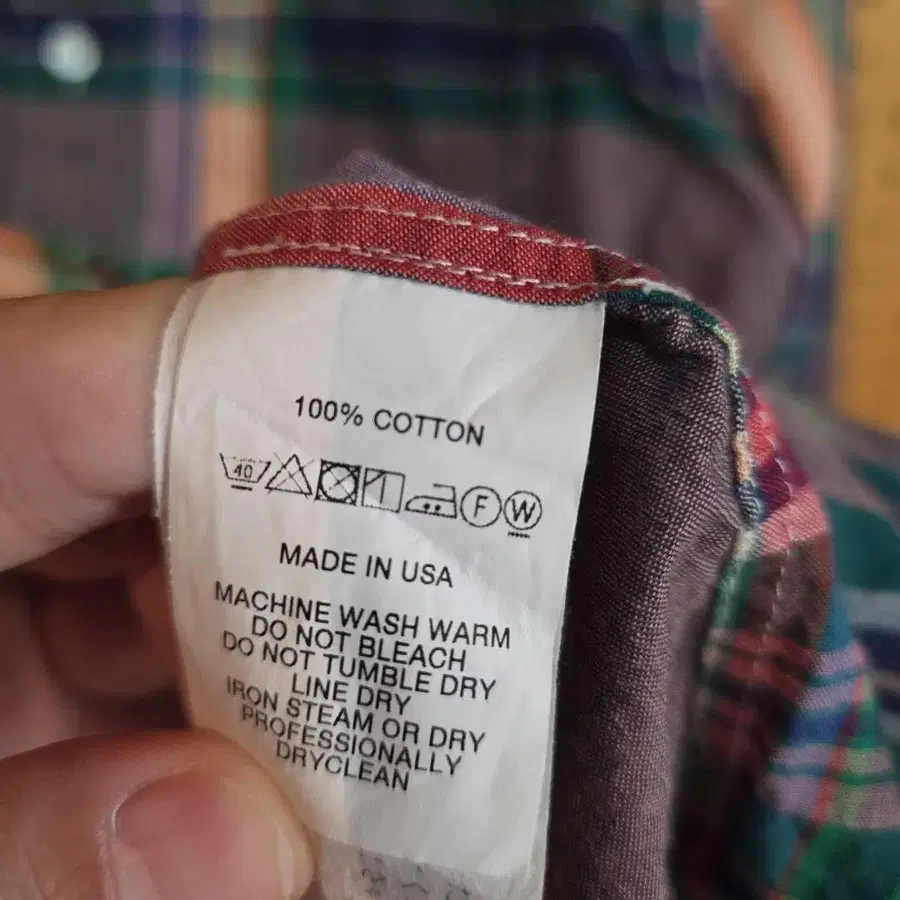 100% COTTON
40 F W
MADE IN USA
MACHINE WASH WARM
DO NOT BLEACH
DO NOT TUMBLE DRY
LINE DRY
IRON STEAM OR DRY
PROFESSIONALLY
DRYCLEAN